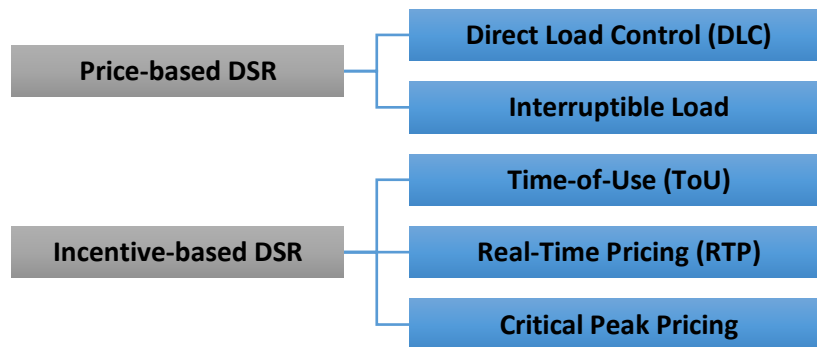 Price-based DSR
Direct Load Control (DLC)
Interruptible Load
Incentive-based DSR
Time-of-Use (ToU)
Real-Time Pricing (RTP)
Critical Peak Pricing